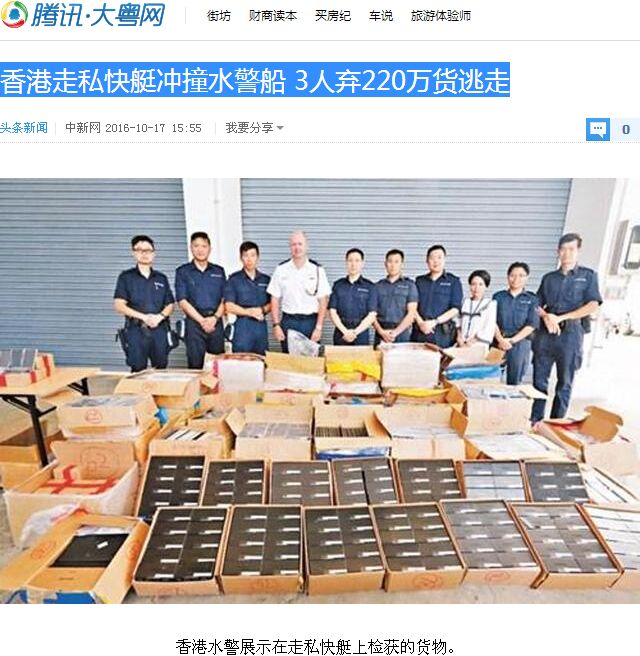 腾讯·大粤网 街坊 财商读本 买房纪 车说 旅游体验师
香港走私快艇冲撞水警船 3人弃220万货逃走
头条新闻 中新网 2016-10-17 15:55 我要分享 0
香港水警展示在走私快艇上检获的货物。